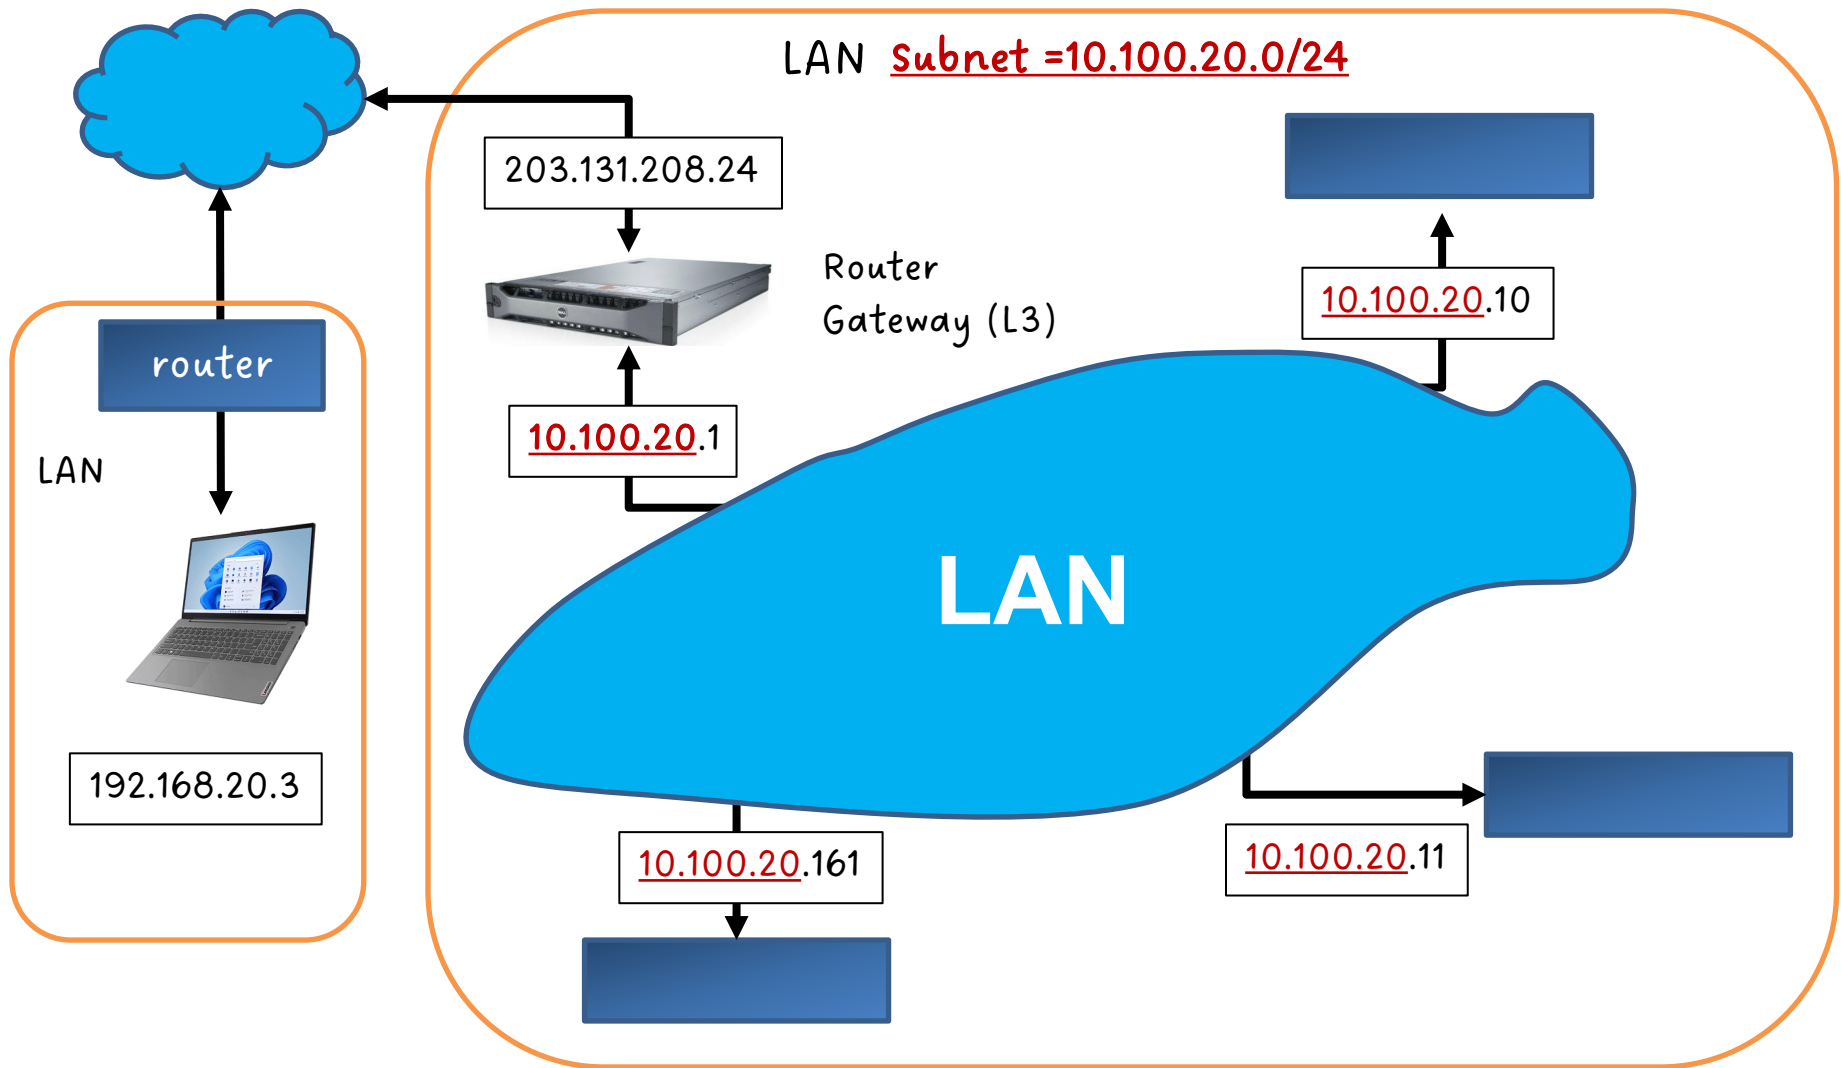 LAN Subnet =10.100.20.0/24
203.131.208.24
Router
Gateway (L3)
10.100.20.10
router
10.100.20.1
LAN
LAN
192.168.20.3
10.100.20.161
10.100.20.11